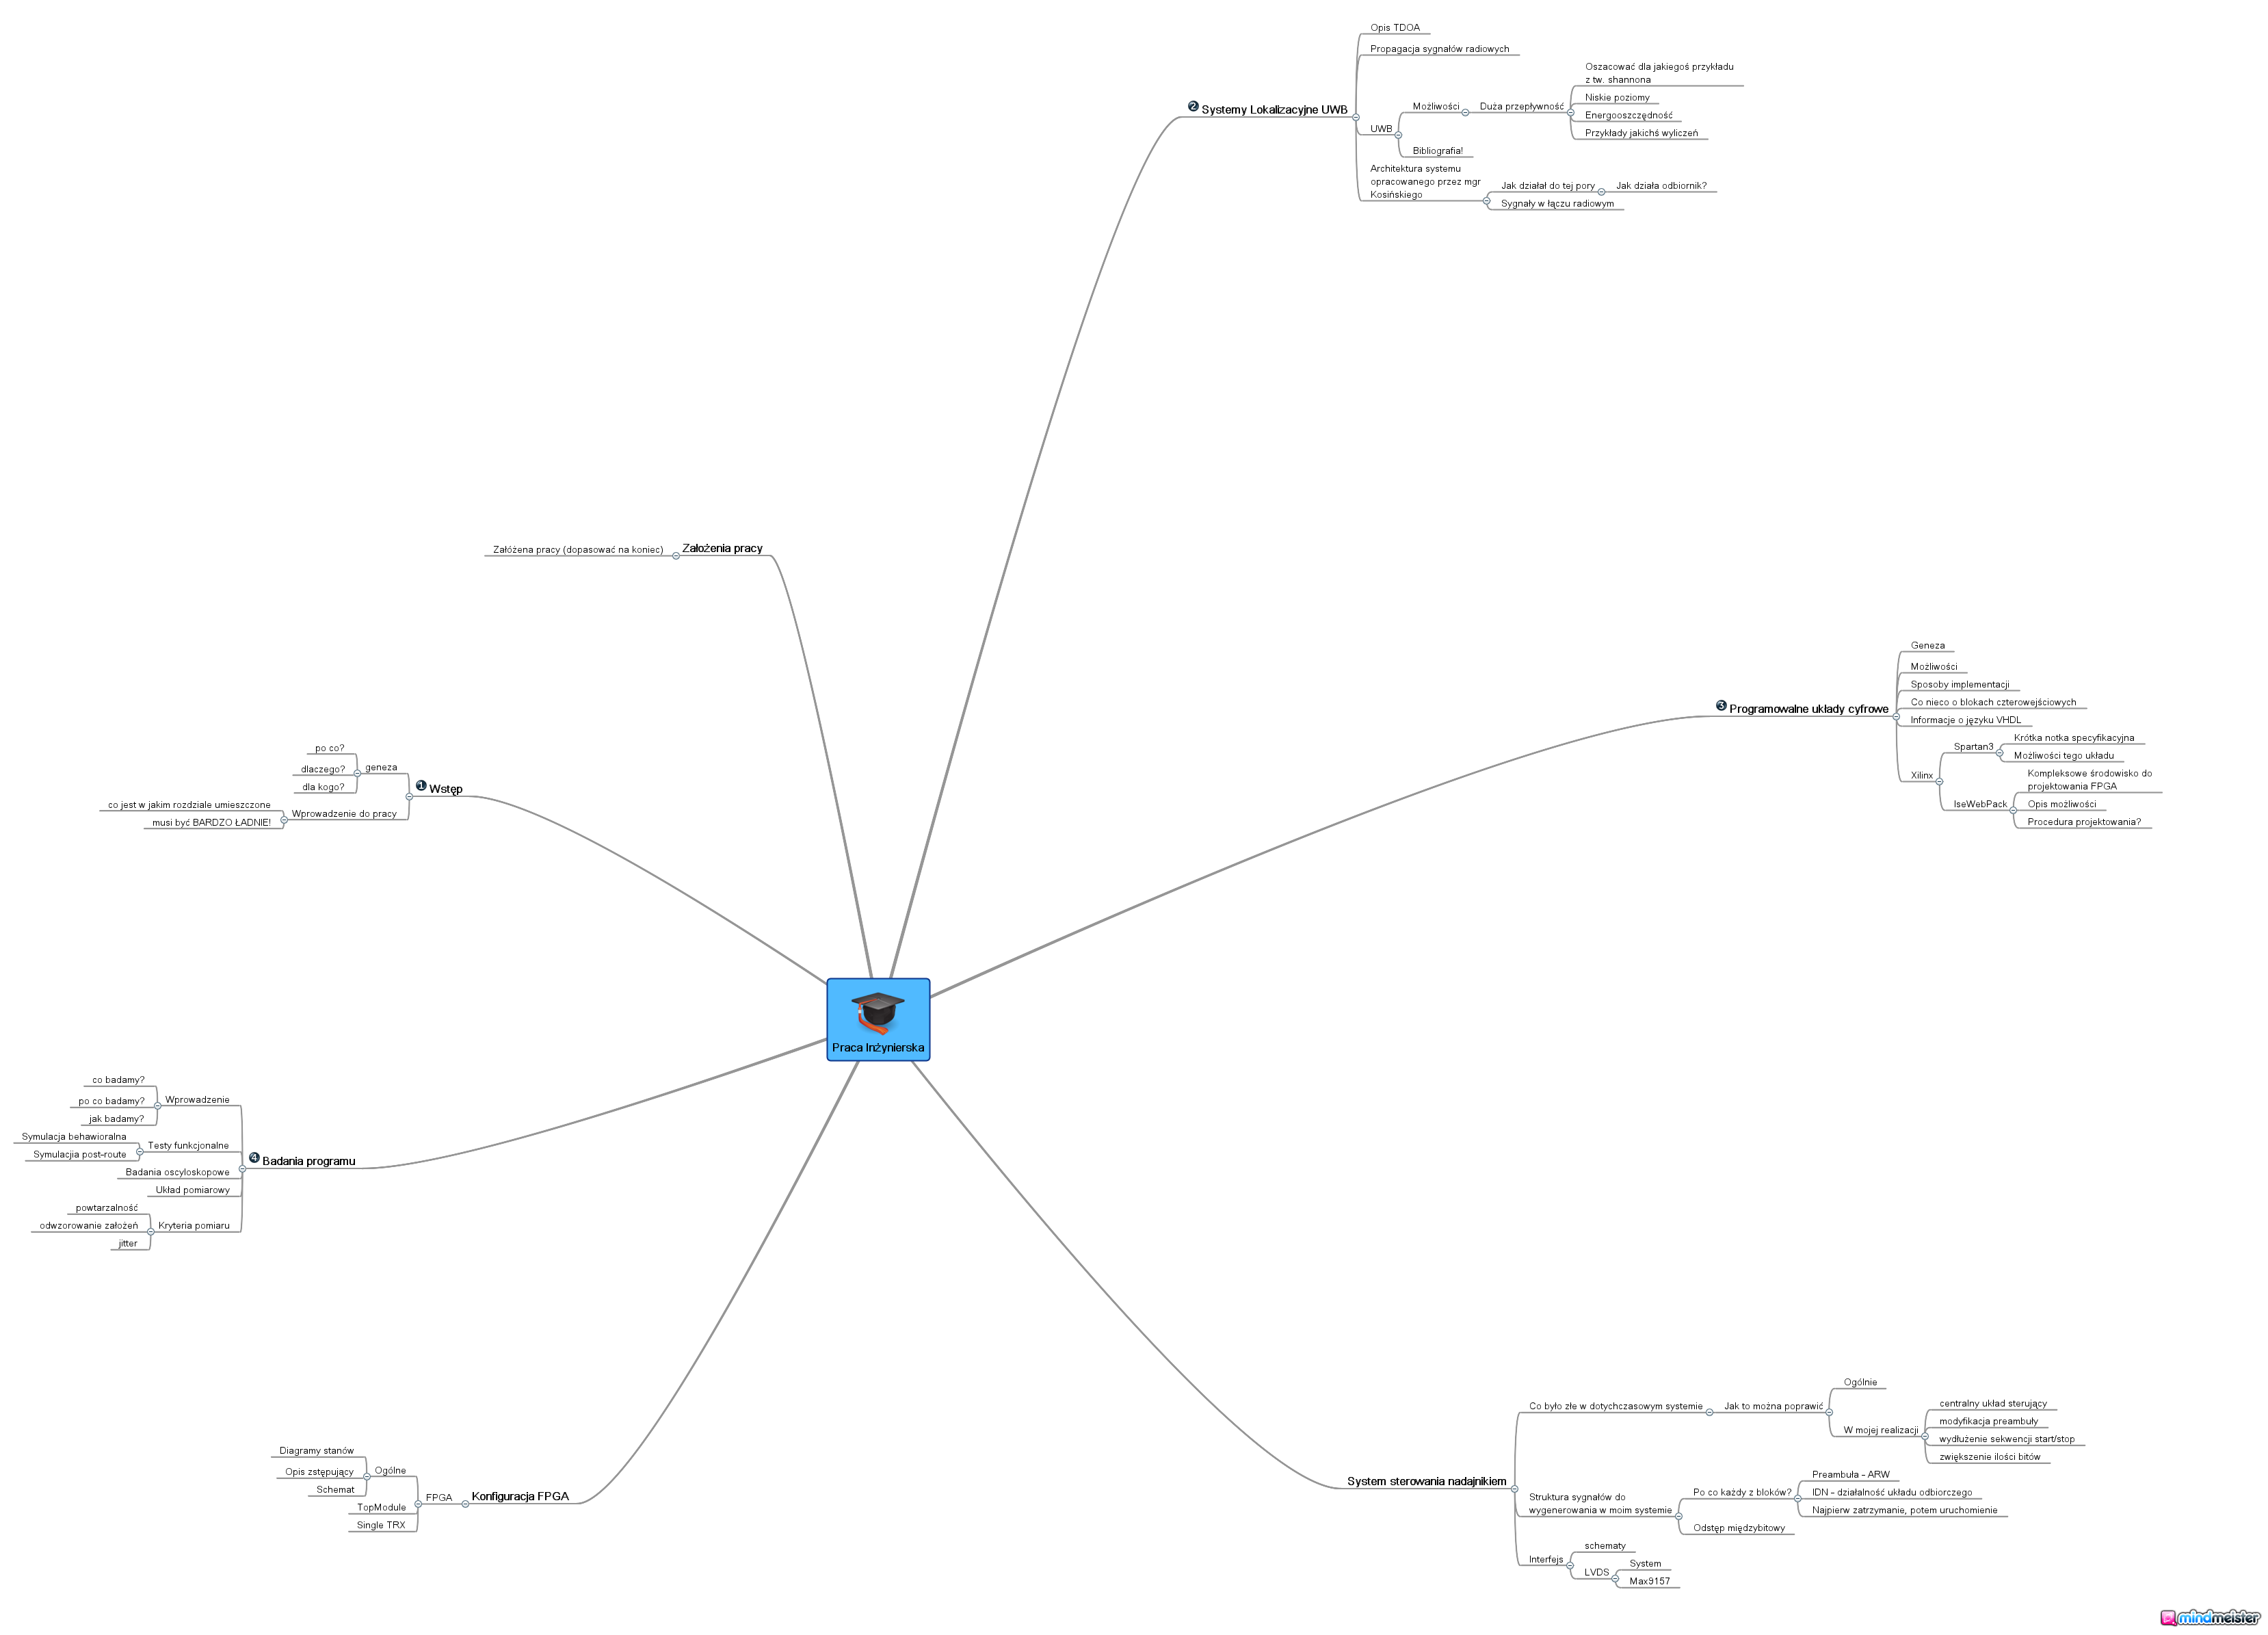 Praca Inżynierska
2 Systemy Lokalizacyjne UWB
Opis TDOA
Propagacja sygnałów radiowych
UWB
Możliwości
Duża przepływność
Oszacować dla jakiegoś przykładu
z tw. shannona
Niskie poziomy
Energooszczędność
Przykłady jakichś wyliczeń
Bibliografia!
Architektura systemu
opracowanego przez mgr
Kosińskiego
Jak działał do tej pory
Jak działa odbiornik?
Sygnały w łączu radiowym
3 Programowalne układy cyfrowe
Geneza
Możliwości
Sposoby implementacji
Co nieco o blokach czterowejściowych
Informacje o języku VHDL
Xilinx
Spartan3
Krótka notka specyfikacyjna
Możliwości tego układu
IseWebPack
Kompleksowe środowisko do
projektowania FPGA
Opis możliwości
Procedura projektowania?
System sterowania nadajnikiem
Co było złe w dotychczasowym systemie
Jak to można poprawić
Ogólnie
W mojej realizacji
centralny układ sterujący
modyfikacja preambuły
wydłużenie sekwencji start/stop
zwiększenie ilości bitów
Struktura sygnałów do
wygenerowania w moim systemie
Po co każdy z bloków?
Preambuła - ARW
IDN - działalność układu odbiorczego
Najpierw zatrzymanie, potem uruchomienie
Odstęp międzybitowy
Interfejs
schematy
LVDS
System
Max9157
Założenia pracy
Załóżena pracy (dopasować na koniec)
1 Wstęp
geneza
po co?
dlaczego?
dla kogo?
Wprowadzenie do pracy
co jest w jakim rozdziale umieszczone
musi być BARDZO ŁADNIE!
4 Badania programu
Wprowadzenie
co badamy?
po co badamy?
jak badamy?
Testy funkcjonalne
Symulacja behawioralna
Symulacjia post-route
Badania oscyloskopowe
Układ pomiarowy
Kryteria pomiaru
powtarzalność
odwzorowanie założeń
jitter
Konfiguracja FPGA
FPGA
Ogólne
Diagramy stanów
Opis zstępujący
Schemat
TopModule
Single TRX
mindmeister